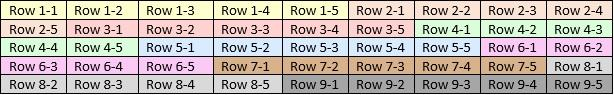 Row 1-1 Row 1-2 Row 1-3 Row 1-4 Row 1-5 Row 2-1 Row 2-2 Row 2-3 Row 2-4
Row 2-5 Row 3-1 Row 3-2 Row 3-3 Row 3-4 Row 3-5 Row 4-1 Row 4-2 Row 4-3
Row 4-4 Row 4-5 Row 5-1 Row 5-2 Row 5-3 Row 5-4 Row 5-5 Row 6-1 Row 6-2
Row 6-3 Row 6-4 Row 6-5 Row 7-1 Row 7-2 Row 7-3 Row 7-4 Row 7-5 Row 8-1
Row 8-2 Row 8-3 Row 8-4 Row 8-5 Row 9-1 Row 9-2 Row 9-3 Row 9-4 Row 9-5